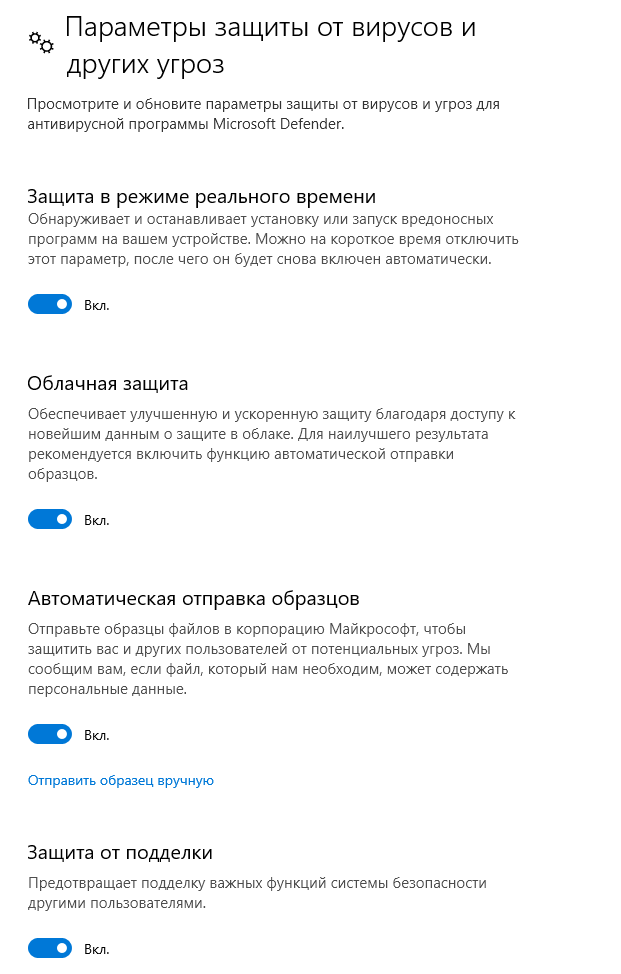 Параметры защиты от вирусов и
других угроз
Просмотрите и обновите параметры защиты от вирусов и угроз для
антивирусной программы Microsoft Defender.
Защита в режиме реального времени
Обнаруживает и останавливает установку или запуск вредоносных
программ на вашем устройстве. Можно на короткое время отключить
этот параметр, после чего он будет снова включен автоматически.
Вкл.
Облачная защита
Обеспечивает улучшенную и ускоренную защиту благодаря доступу к
новейшим данным о защите в облаке. Для наилучшего результата
рекомендуется включить функцию автоматической отправки
образцов.
Вкл.
Автоматическая отправка образцов
Отправьте образцы файлов в корпорацию Майкрософт, чтобы
защитить вас и других пользователей от потенциальных угроз. Мы
сообщим вам, если файл, который нам необходим, может содержать
персональные данные.
Вкл.
Отправить образец вручную
Защита от подделки
Предотвращает подделку важных функций системы безопасности
другими пользователями.
Вкл.